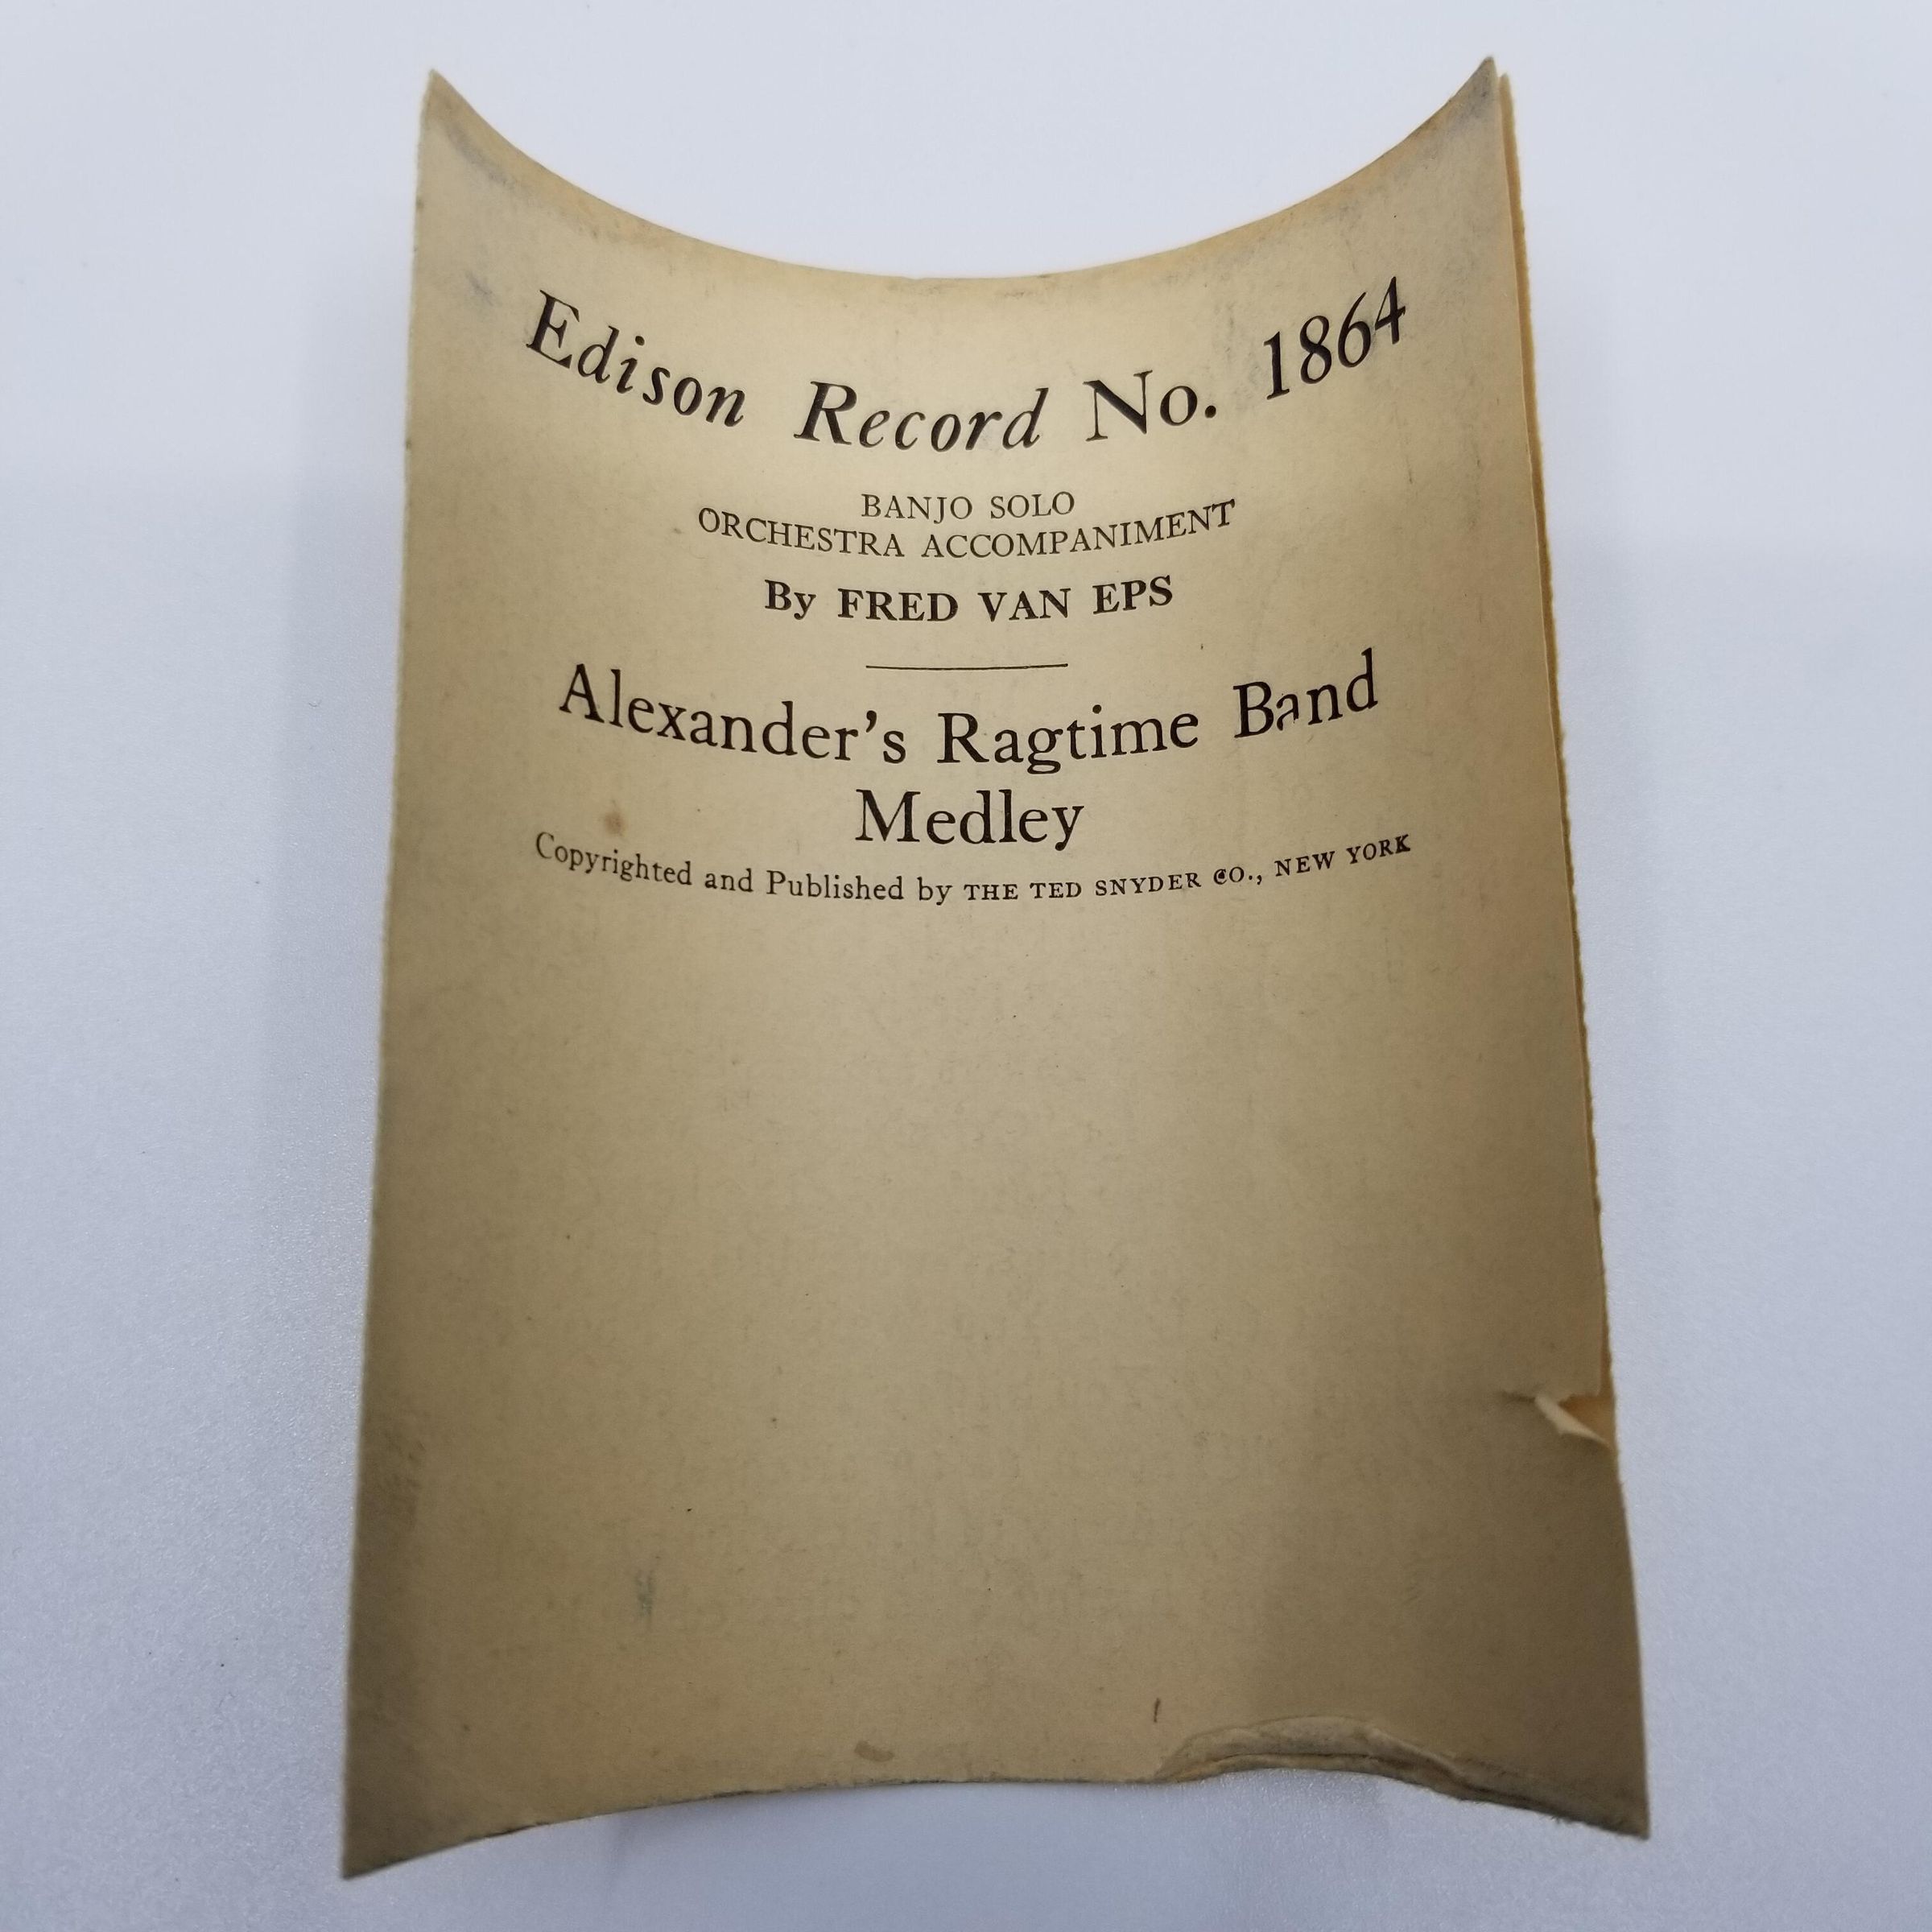 Edison Record No. 1864
BANJO SOLO
ORCHESTRA ACCOMPANIMENT
By FRED VAN EPS
Alexander's Ragtime Band
Medley
Copyrighted and Published by THE TED SNYDER CO., NEW YORK